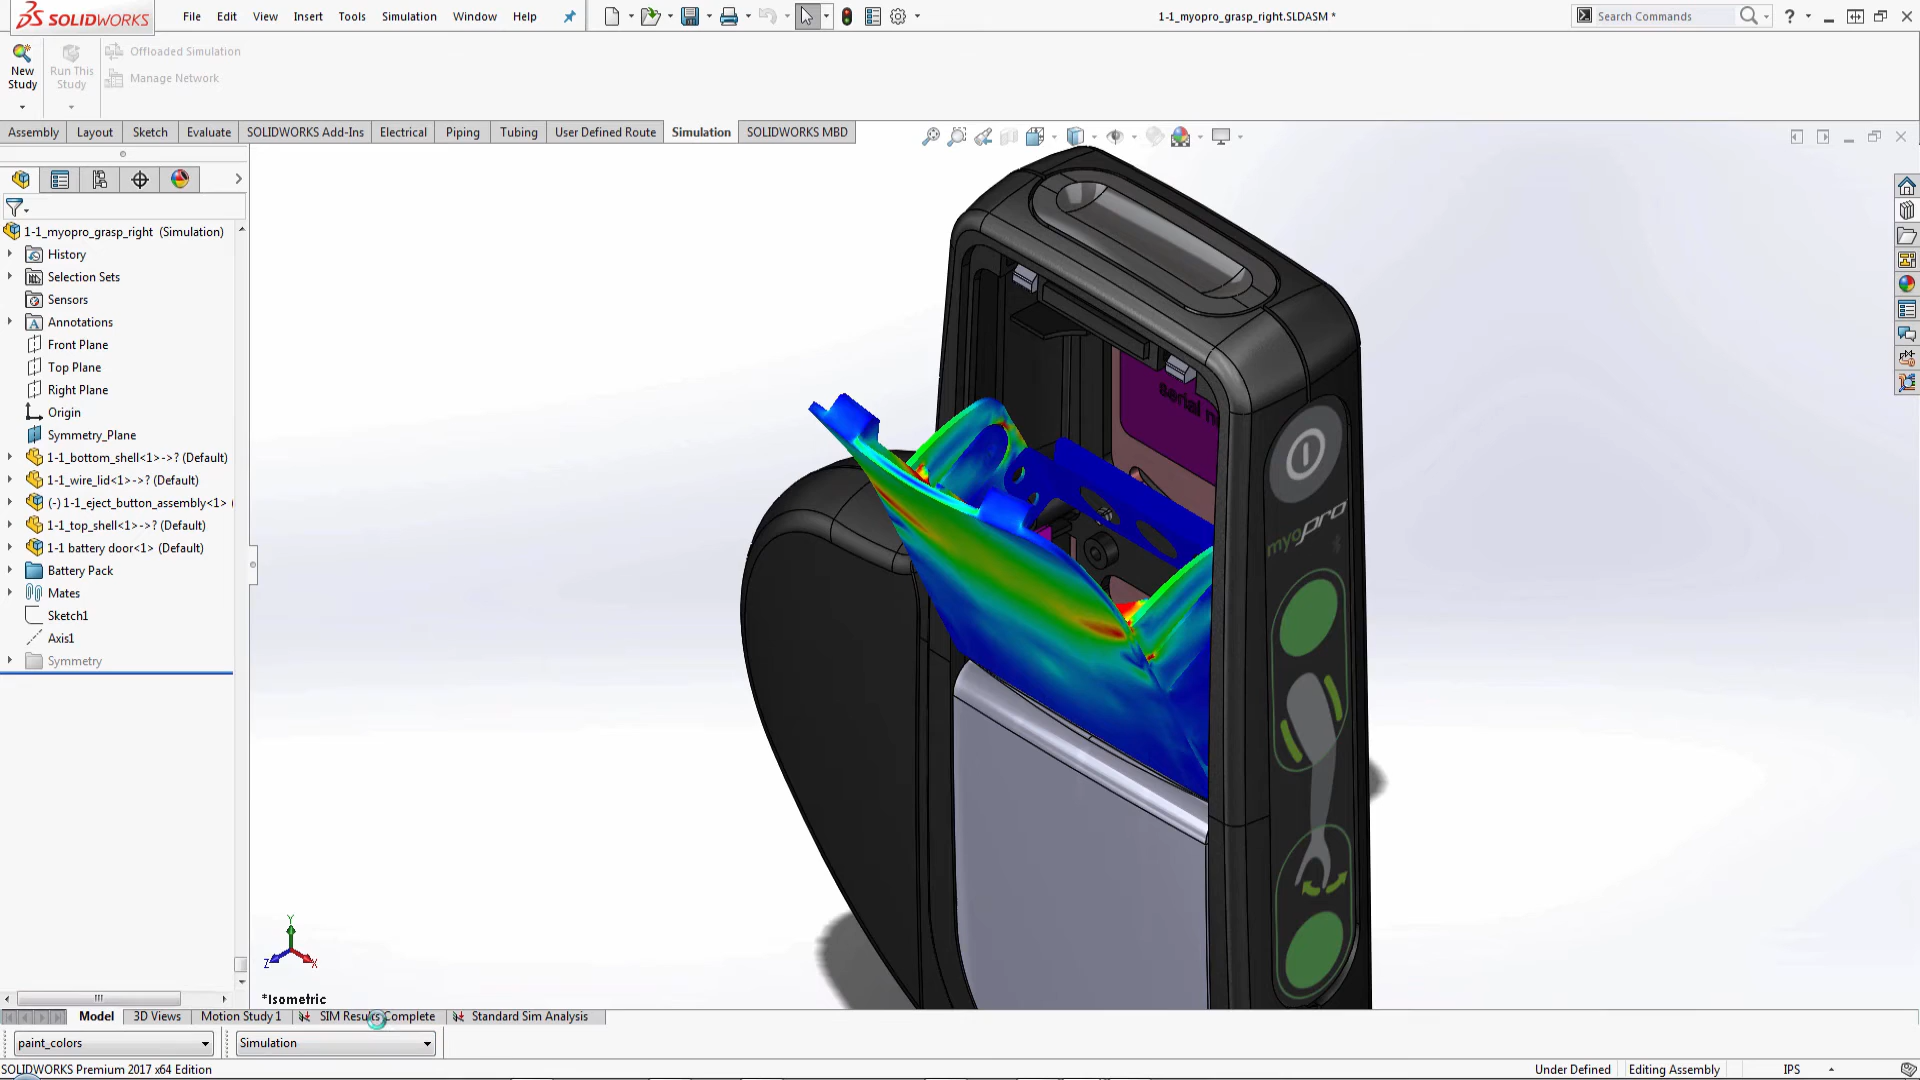 SOLIDWORKS
File Edit View Insert Tools Simulation Window Help
1-1_myopro_grasp_right.SLDASM *
Search Commands
New Study
Run This Study
Offloaded Simulation
Manage Network
Assembly Layout Sketch Evaluate SOLIDWORKS Add-Ins Electrical Piping Tubing User Defined Route Simulation SOLIDWORKS MBD
1-1_myopro_grasp_right (Simulation)
History
Selection Sets
Sensors
Annotations
Front Plane
Top Plane
Right Plane
Origin
Symmetry_Plane
1-1_bottom_shell<1>->? (Default)
1-1_wire_lid<1>->? (Default)
(-) 1-1_eject_button_assembly<1> (
1-1_top_shell<1>->? (Default)
1-1 battery door<1> (Default)
Battery Pack
Mates
Sketch1
Axis1
Symmetry
serial n
myopro
Y
Z
X
*Isometric
Model 3D Views Motion Study 1 SIM Results Complete Standard Sim Analysis
paint_colors
Simulation
SOLIDWORKS Premium 2017 x64 Edition
Under Defined Editing Assembly IPS